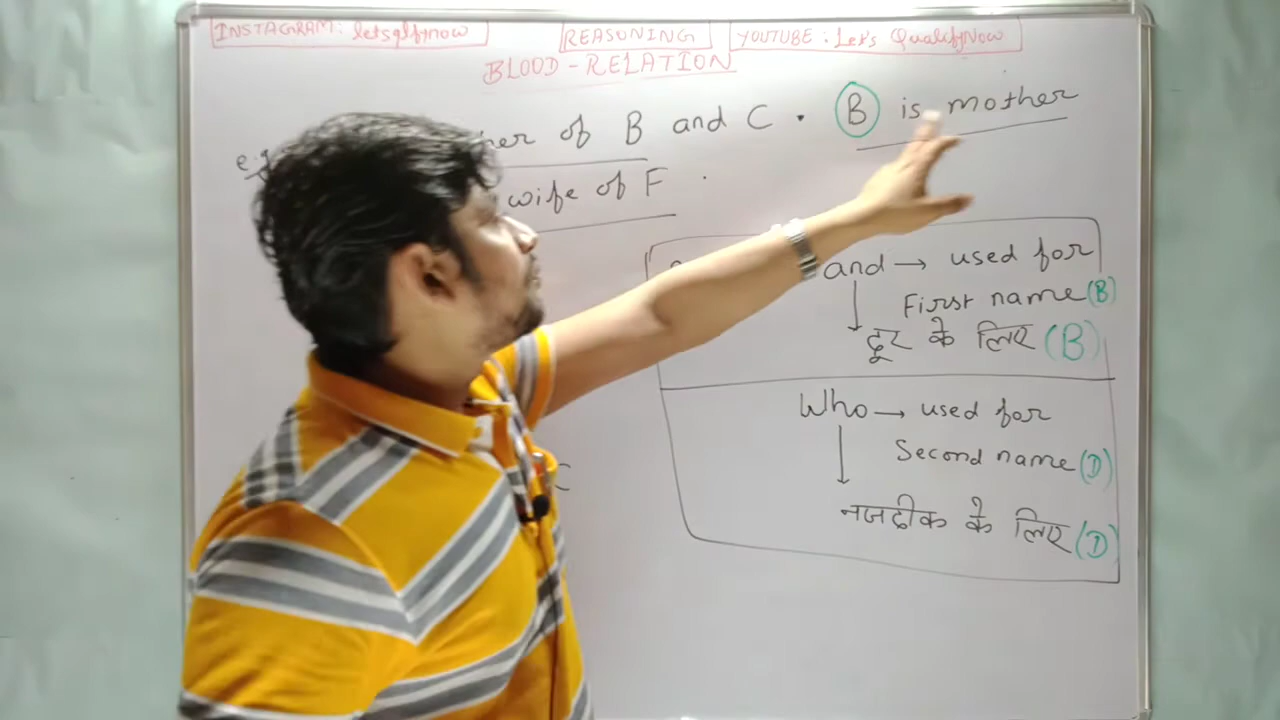 INSTAGRAM: letsqlfynow
REASONING
YOUTUBE: Let's QualifyNow
BLOOD-RELATION
e.g. of B and C. B is mother
wife of F.
and → used for
First name (B)
दूर के लिए (B)
Who → used for
Second name (D)
नजदीक के लिए (D)
C